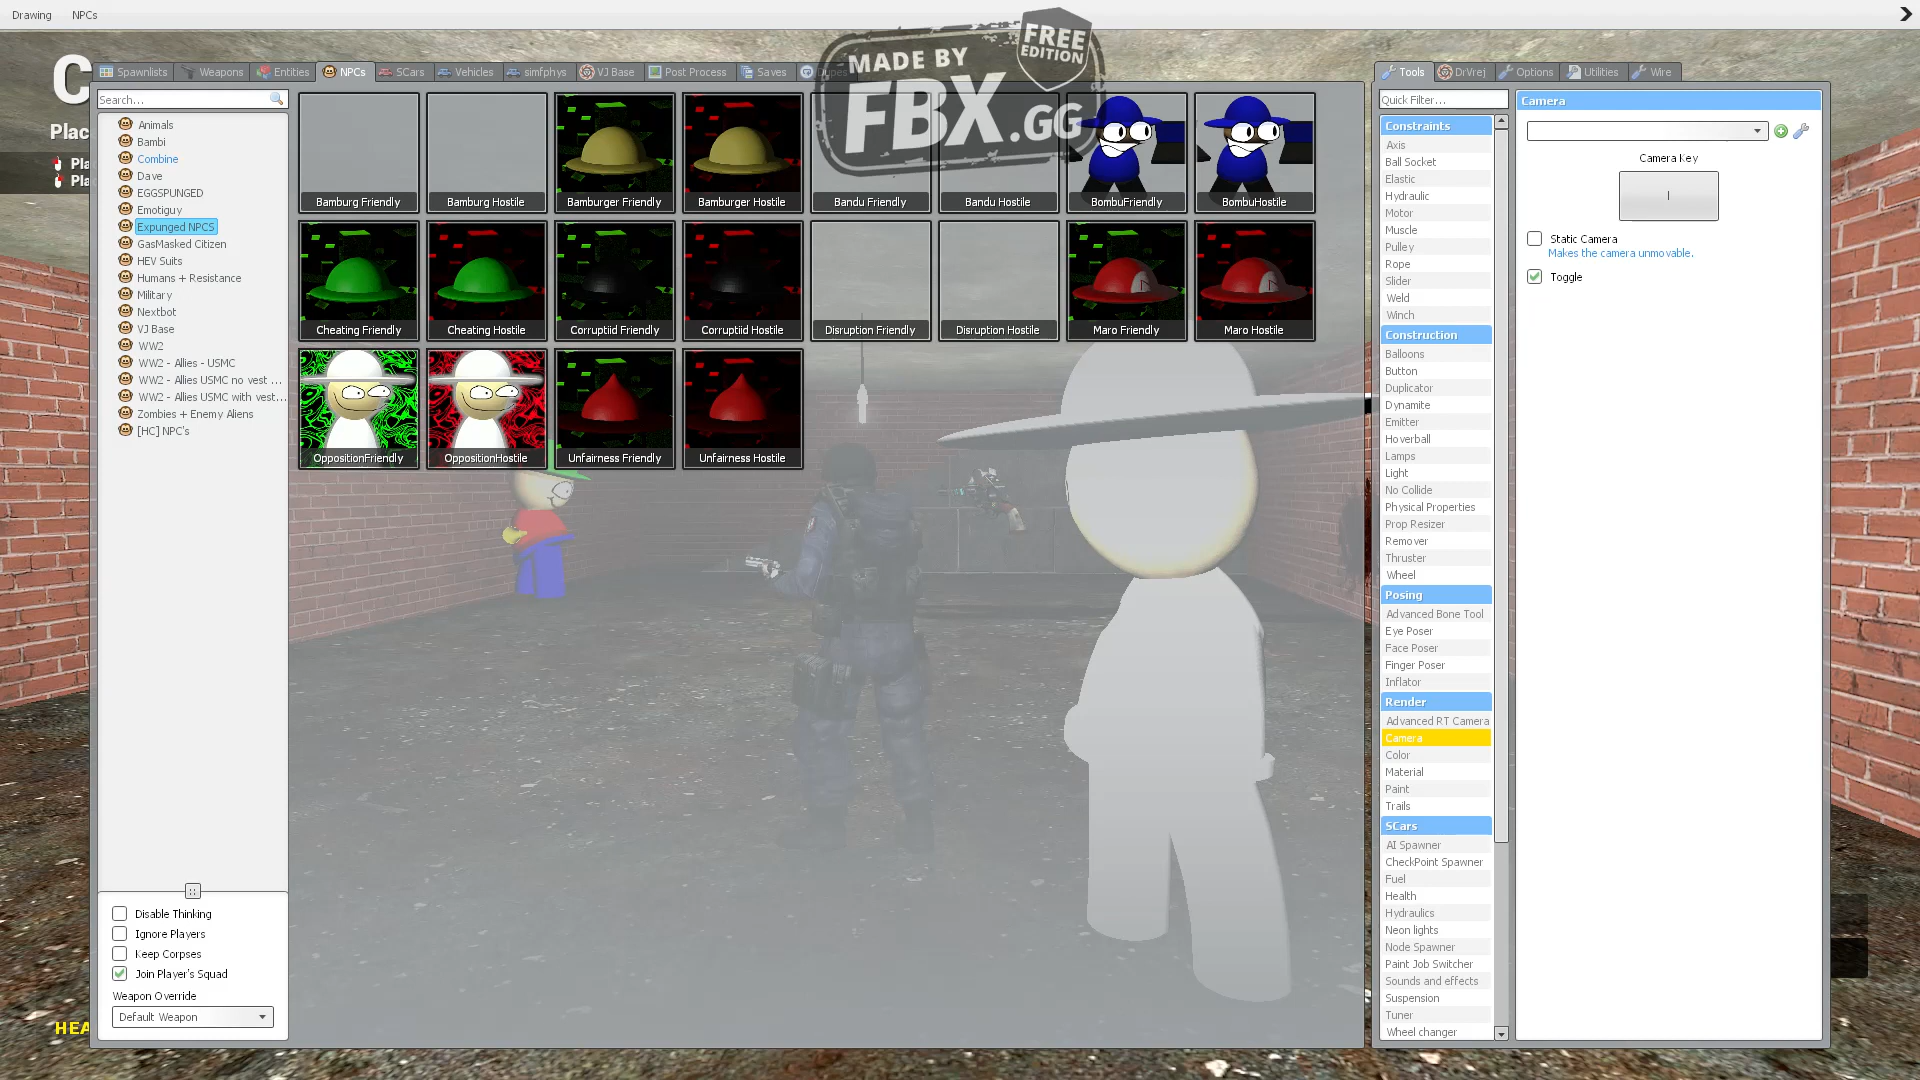 Drawing NPCs
C
MADE BY
FREE
EDITION
FBX.GG
Spawnlists Weapons Entities NPCs SCars Vehicles simfphys VJ Base Post Process Saves
Tools DrVrej Options Utilities Wire
Plac
Pla
Pla
HEA
Search...
Animals
Bambi
Combine
Dave
EGGSPUNGED
Emotiguy
Expunged NPCS
GasMasked Citizen
HEV Suits
Humans + Resistance
Military
Nextbot
VJ Base
WW2
WW2 - Allies - USMC
WW2 - Allies USMC no vest ...
WW2 - Allies USMC with vest...
Zombies + Enemy Aliens
[HC] NPC's
Disable Thinking
Ignore Players
Keep Corpses
Join Player's Squad
Weapon Override
Default Weapon
Bamburg Friendly
Bamburg Hostile
Bamburger Friendly
Bamburger Hostile
Bandu Friendly
Bandu Hostile
BombuFriendly
BombuHostile
Cheating Friendly
Cheating Hostile
Corruptiid Friendly
Corruptiid Hostile
Disruption Friendly
Disruption Hostile
Maro Friendly
Maro Hostile
OppositionFriendly
OppositionHostile
Unfairness Friendly
Unfairness Hostile
Quick Filter...
Constraints
Axis
Ball Socket
Elastic
Hydraulic
Motor
Muscle
Pulley
Rope
Slider
Weld
Winch
Construction
Balloons
Button
Duplicator
Dynamite
Emitter
Hoverball
Lamps
Light
No Collide
Physical Properties
Prop Resizer
Remover
Thruster
Wheel
Posing
Advanced Bone Tool
Eye Poser
Face Poser
Finger Poser
Inflator
Render
Advanced RT Camera
Camera
Color
Material
Paint
Trails
SCars
AI Spawner
CheckPoint Spawner
Fuel
Health
Hydraulics
Neon lights
Node Spawner
Paint Job Switcher
Sounds and effects
Suspension
Tuner
Wheel changer
Camera
Camera Key
Static Camera
Makes the camera unmovable.
Toggle